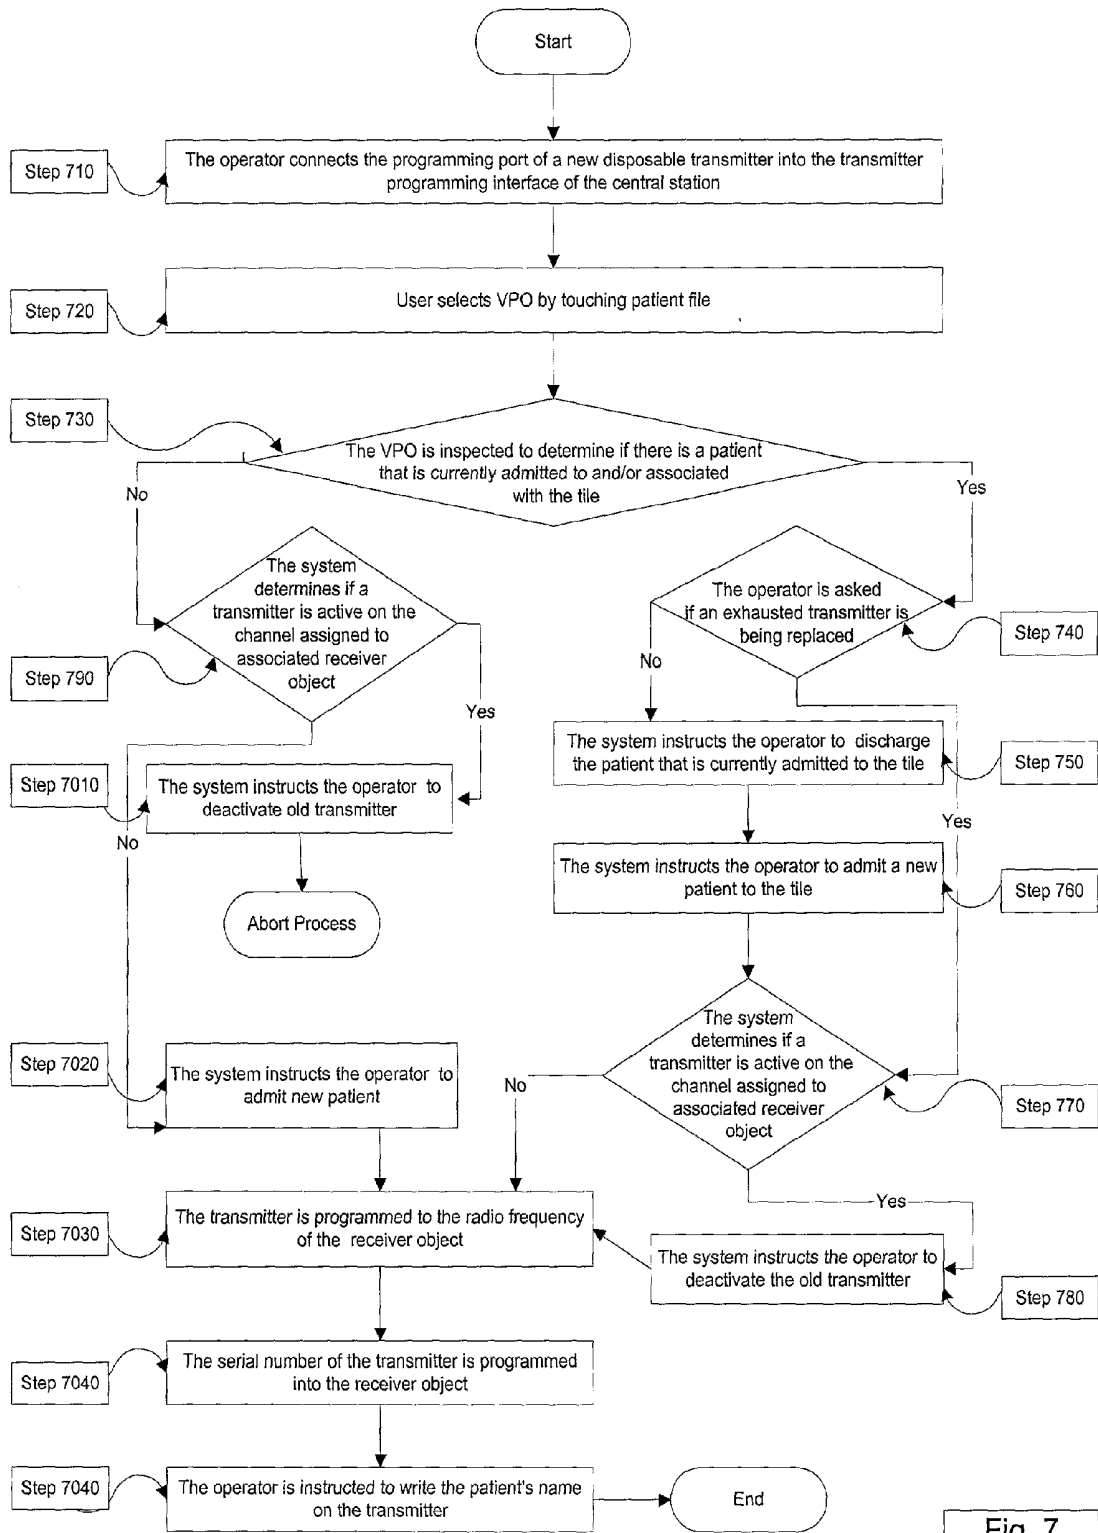 Start
Step 710
The operator connects the programming port of a new disposable transmitter into the transmitter
programming interface of the central station
Step 720
User selects VPO by touching patient file
Step 730
The VPO is inspected to determine if there is a patient
that is currently admitted to and/or associated
with the tile
No
Yes
The system
determines if a
transmitter is active on the
channel assigned to
associated receiver
object
Step 790
The operator is asked
if an exhausted transmitter is
being replaced
Step 740
No
Yes
The system instructs the operator to discharge
the patient that is currently admitted to the tile
Step 750
Step 7010
The system instructs the operator to
deactivate old transmitter
No
Yes
The system instructs the operator to admit a new
patient to the tile
Step 760
Abort Process
The system
determines if a
transmitter is active on the
channel assigned to
associated receiver
object
Step 770
No
Step 7020
The system instructs the operator to
admit new patient
Yes
Step 7030
The transmitter is programmed to the radio frequency
of the receiver object
The system instructs the operator to
deactivate the old transmitter
Step 780
Step 7040
The serial number of the transmitter is programmed
into the receiver object
Step 7040
The operator is instructed to write the patient's name
on the transmitter
End
Fig. 7